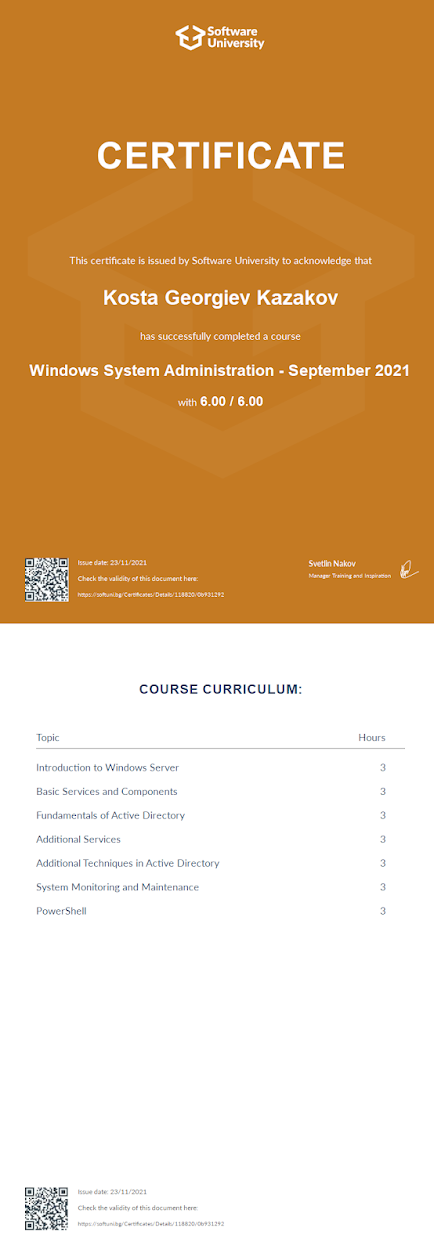 Software
University
CERTIFICATE
This certificate is issued by Software University to acknowledge that
Kosta Georgiev Kazakov
has successfully completed a course
Windows System Administration - September 2021
with 6.00 / 6.00
Issue date: 23/11/2021
Check the validity of this document here:
https://softuni.bg/Certificates/Details/118820/0b931292
Svetlin Nakov
Manager Training and Inspiration
COURSE CURRICULUM:
Topic Hours
Introduction to Windows Server 3
Basic Services and Components 3
Fundamentals of Active Directory 3
Additional Services 3
Additional Techniques in Active Directory 3
System Monitoring and Maintenance 3
PowerShell 3
Issue date: 23/11/2021
Check the validity of this document here:
https://softuni.bg/Certificates/Details/118820/0b931292